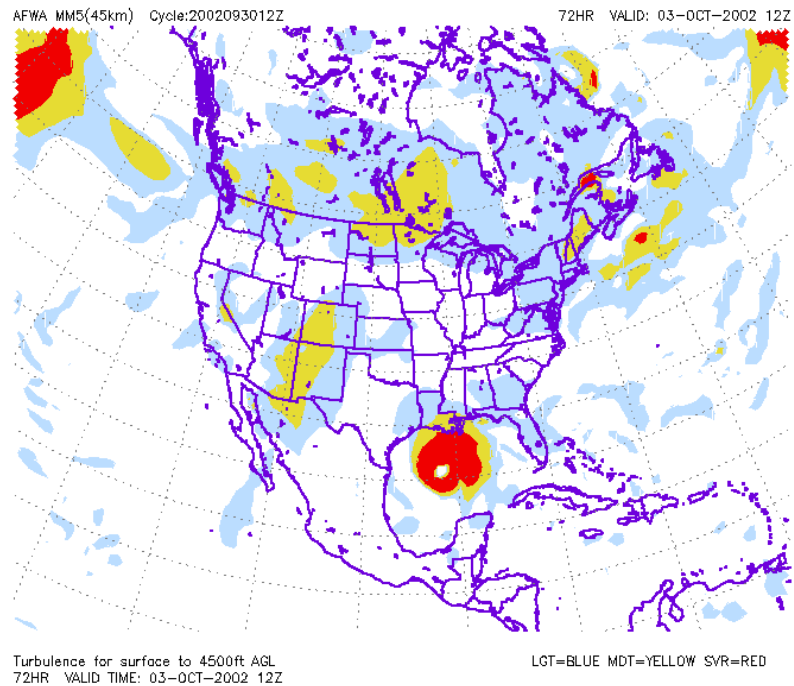 AFWA MM5(45km) Cycle:2002093012Z 72HR VALID: 03-OCT-2002 12Z
Turbulence for surface to 4500ft AGL LGT=BLUE MDT=YELLOW SVR=RED
72HR VALID TIME: 03-OCT-2002 12Z